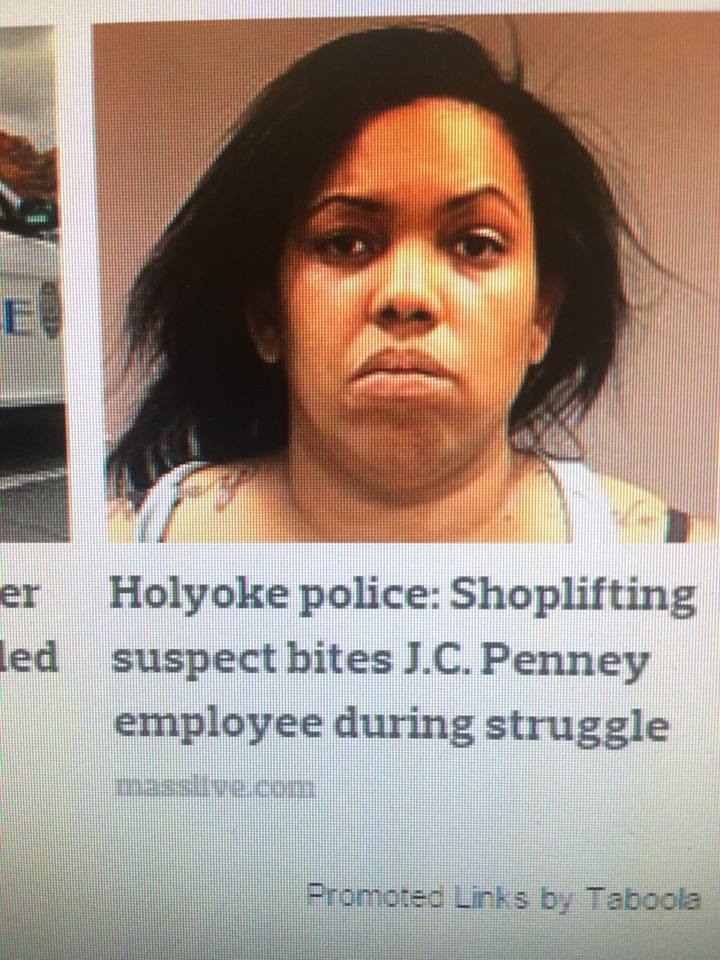 E
er
led
Holyoke police: Shoplifting
suspect bites J.C. Penney
employee during struggle
masslive.com
Promoted Links by Taboola